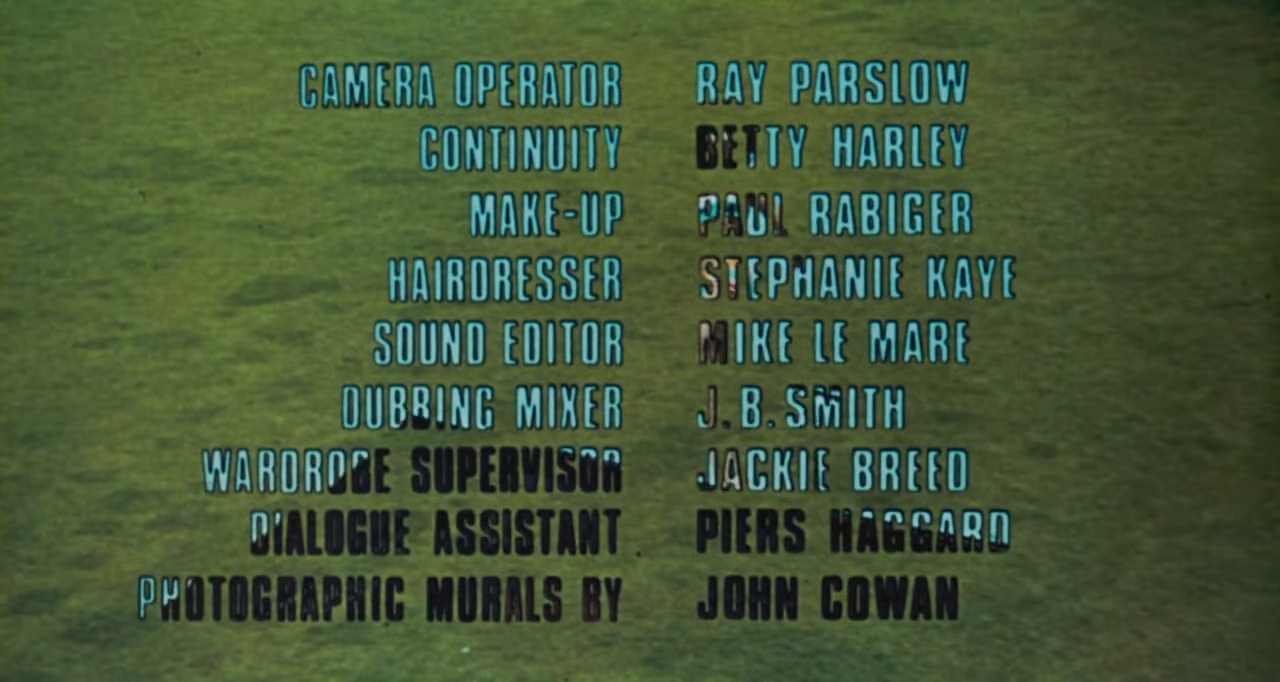 CAMERA OPERATOR RAY PARSLOW
CONTINUITY BETTY HARLEY
MAKE-UP PAUL RABIGER
HAIRDRESSER STEPHANIE KAYE
SOUND EDITOR MIKE LE MARE
DUBBING MIXER J.B.SMITH
WARDROBE SUPERVISOR JACKIE BREED
DIALOGUE ASSISTANT PIERS HAGGARD
PHOTOGRAPHIC MURALS BY JOHN COWAN